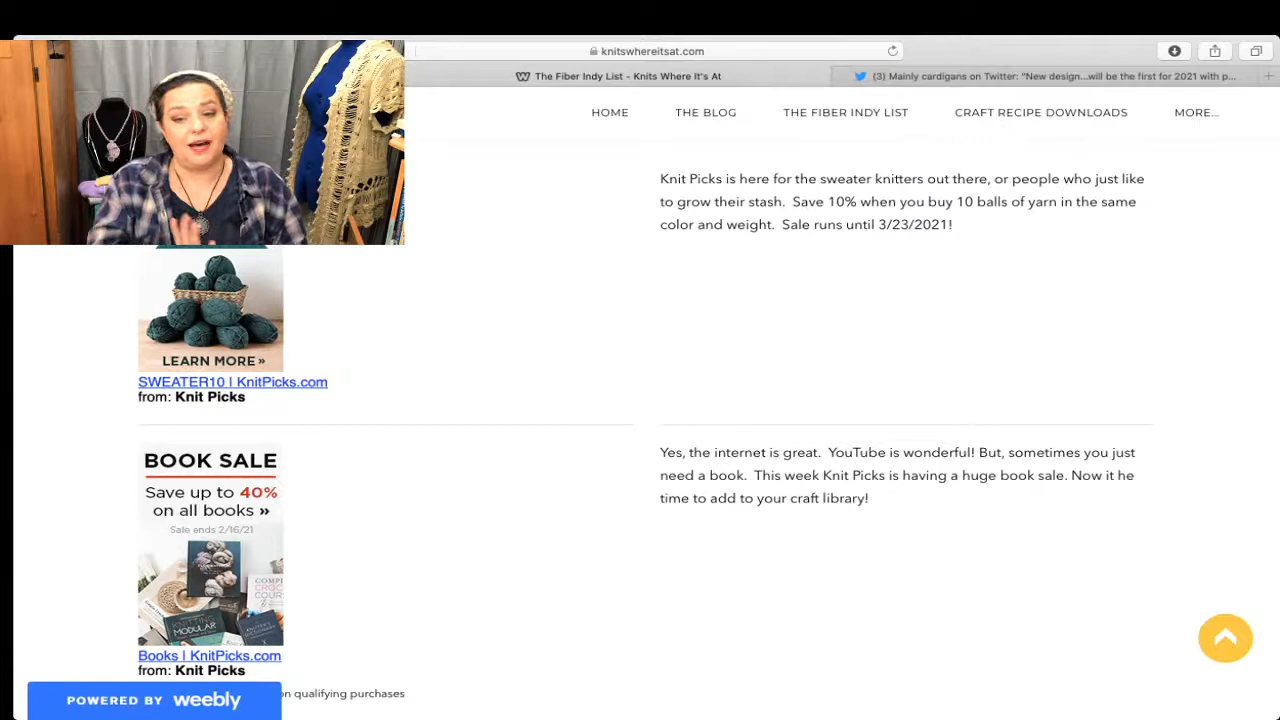 knitswhereitsat.com
The Fiber Indy List - Knits Where It's At
(3) Mainly cardigans on Twitter: "New design...will be the first for 2021 with p...
HOME THE BLOG THE FIBER INDY LIST CRAFT RECIPE DOWNLOADS MORE...
Knit Picks is here for the sweater knitters out there, or people who just like
to grow their stash. Save 10% when you buy 10 balls of yarn in the same
color and weight. Sale runs until 3/23/2021!
LEARN MORE »
SWEATER10 | KnitPicks.com
from: Knit Picks
BOOK SALE
Save up to 40%
on all books »
Sale ends 2/16/21
KNITTING
MODULAR
Books | KnitPicks.com
from: Knit Picks
Yes, the internet is great. YouTube is wonderful! But, sometimes you just
need a book. This week Knit Picks is having a huge book sale. Now it he
time to add to your craft library!
POWERED BY weebly
on qualifying purchases